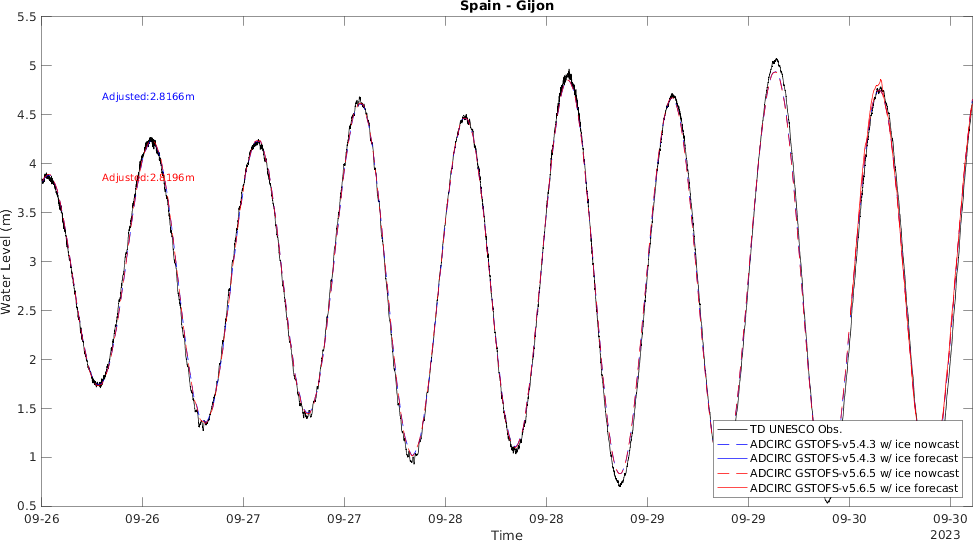 Spain - Gijon
5.5
5
4.5
4
3.5
3
2.5
2
1.5
1
0.5
Water Level (m)
Adjusted:2.8166m
Adjusted:2.8196m
TD UNESCO Obs.
ADCIRC GSTOFS-v5.4.3 w/ ice nowcast
ADCIRC GSTOFS-v5.4.3 w/ ice forecast
ADCIRC GSTOFS-v5.6.5 w/ ice nowcast
ADCIRC GSTOFS-v5.6.5 w/ ice forecast
09-26 09-26 09-27 09-27 09-28 09-28 09-29 09-29 09-30 09-30
2023
Time